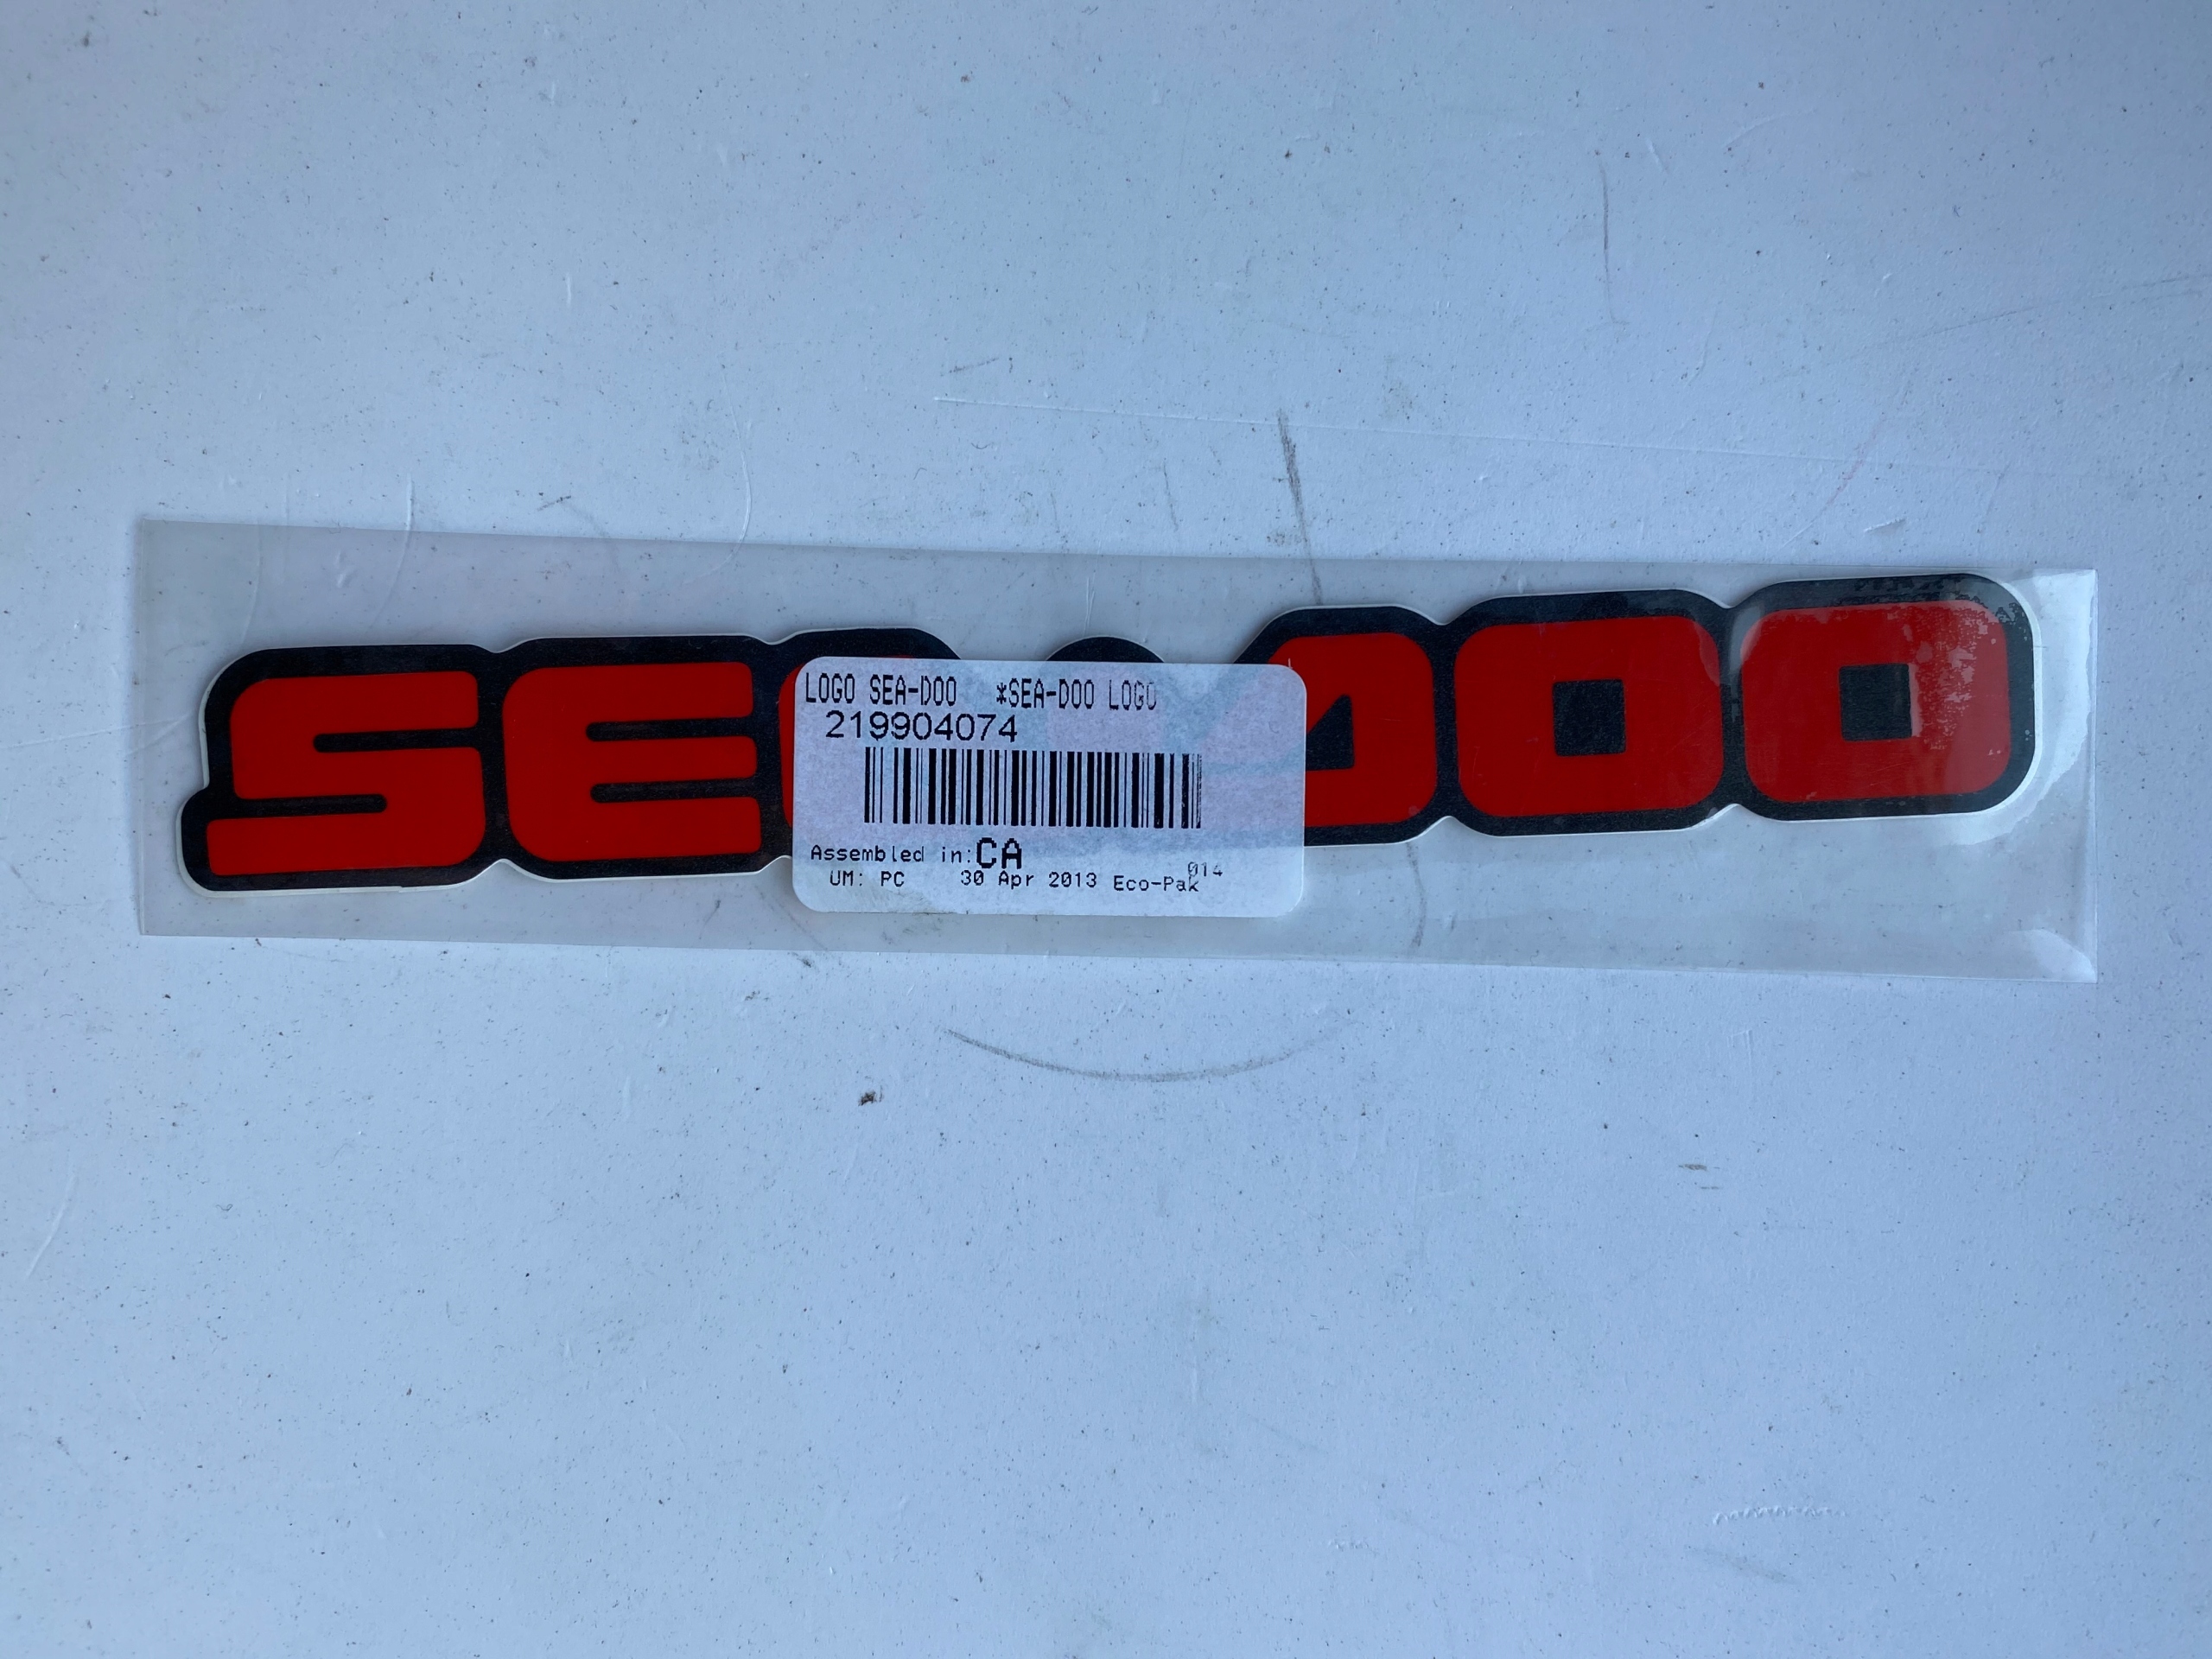 SEA-DOO
LOGO SEA-DOO *SEA-DOO LOGO
219904074
Assembled in: CA
UM: PC 30 Apr 2013 Eco-Pak 014